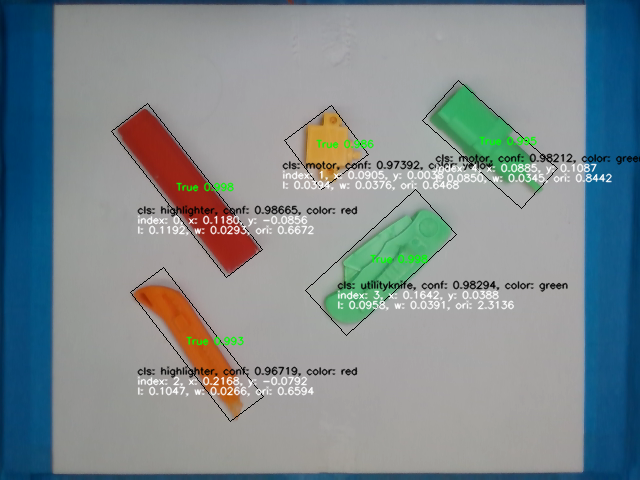 True 0.986
cls: motor, conf: 0.97392, color: yellow
index: 1, x: 0.0905, y: 0.0038
l: 0.0394, w: 0.0376, ori: 0.6468
True
cls: motor, conf: 0.98212, color: green
x: 0.0885, y: 0.1087
0.0850, w: 0.0345, ori: 0.8442
True
cls: highlighter, conf: 0.98665, color: red
index: 0, x: 0.1180, y: -0.0856
l: 0.1192, w: 0.0293, ori: 0.6672
cls: utilityknife, conf: 0.98294, color: green
index: 3, x: 0.1642, y: 0.0388
l: 0.0958, w: 0.0391, ori: 2.3136
True 0.993
cls: highlighter, conf: 0.96719, color: red
index: 2, x: 0.2168, y: -0.0792
l: 0.1047, w: 0.0266, ori: 0.6594